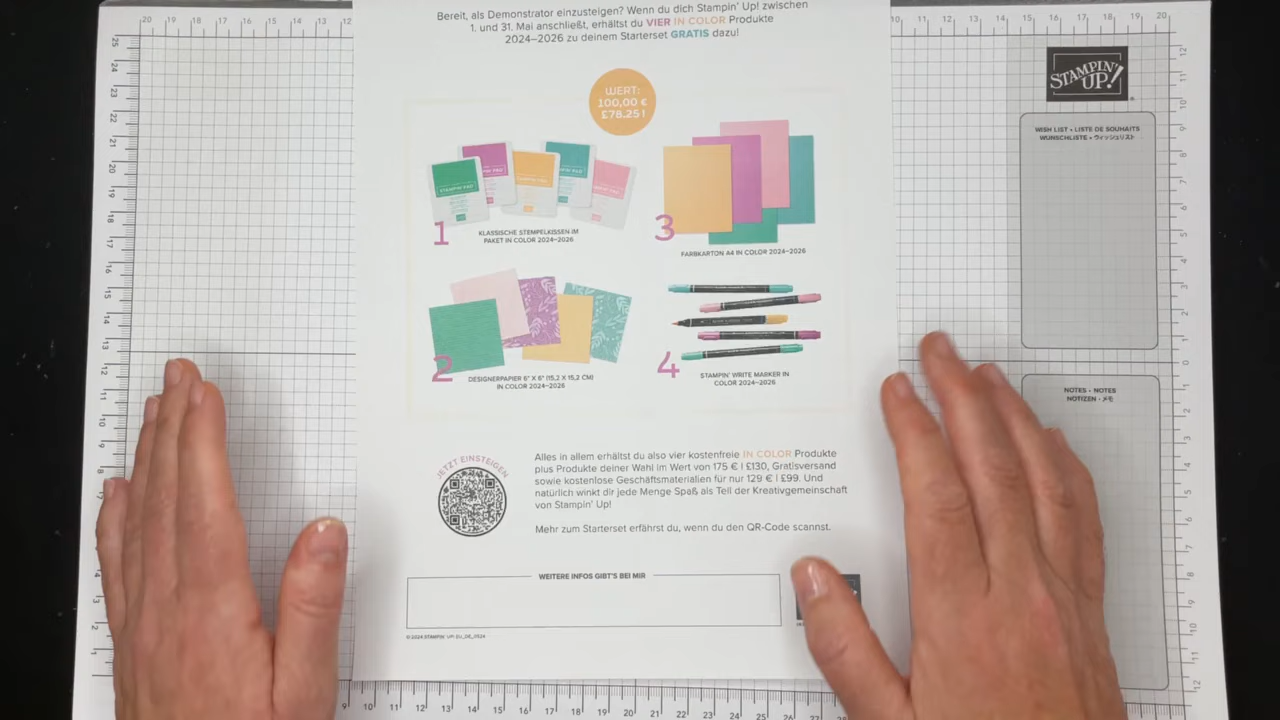 Bereit, als Demonstrator einzusteigen? Wenn du dich Stampin' Up! zwischen
1. und 31. Mai anschließt, erhältst du VIER IN COLOR Produkte
2024–2026 zu deinem Starterset GRATIS dazu!
WERT:
100,00 €
£78.25†
STAMPIN' UP!
WISH LIST • LISTE DE SOUHAITS
WUNSCHLISTE • ウィッシュリスト
1
KLASSISCHE STEMPELKISSEN IM
PAKET IN COLOR 2024–2026
3
FARBKARTON A4 IN COLOR 2024–2026
2
DESIGNERPAPIER 6" X 6" (15,2 X 15,2 CM)
IN COLOR 2024–2026
4
STAMPIN' WRITE MARKER IN
COLOR 2024–2026
NOTES • NOTES
NOTIZEN • メモ
JETZT EINSTEIGEN
Alles in allem erhältst du also vier kostenfreie IN COLOR Produkte
plus Produkte deiner Wahl im Wert von 175 € | £130, Gratisversand
sowie kostenlose Geschäftsmaterialien für nur 129 € | £99. Und
natürlich winkt dir jede Menge Spaß als Teil der Kreativgemeinschaft
von Stampin' Up!
Mehr zum Starterset erfährst du, wenn du den QR-Code scannst.
WEITERE INFOS GIBT'S BEI MIR
© 2024 STAMPIN' UP!